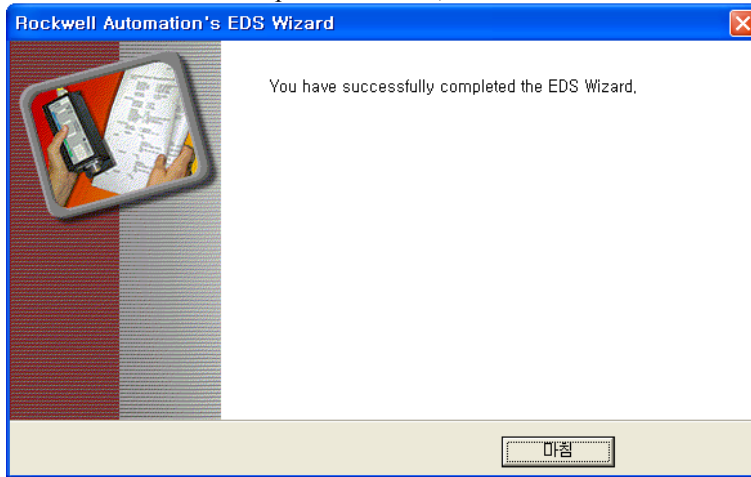 Rockwell Automation's EDS Wizard
You have successfully completed the EDS Wizard,
마침